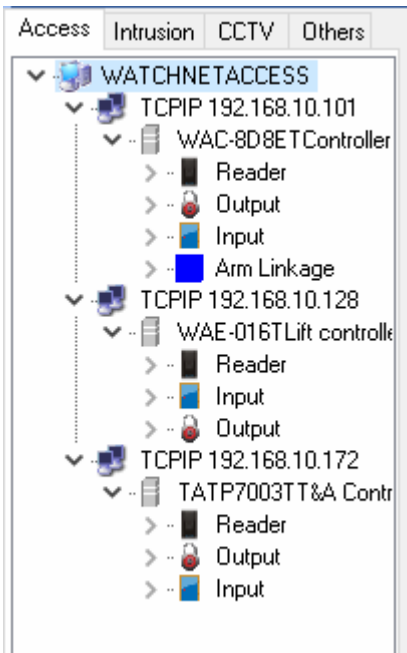 Access Intrusion CCTV Others
WATCHNETACCESS
TCPIP 192.168.10.101
WAC-8D8ETController
Reader
Output
Input
Arm Linkage
TCPIP 192.168.10.128
WAE-016TLift controlle
Reader
Input
Output
TCPIP 192.168.10.172
TATP7003TT&A Contr
Reader
Output
Input